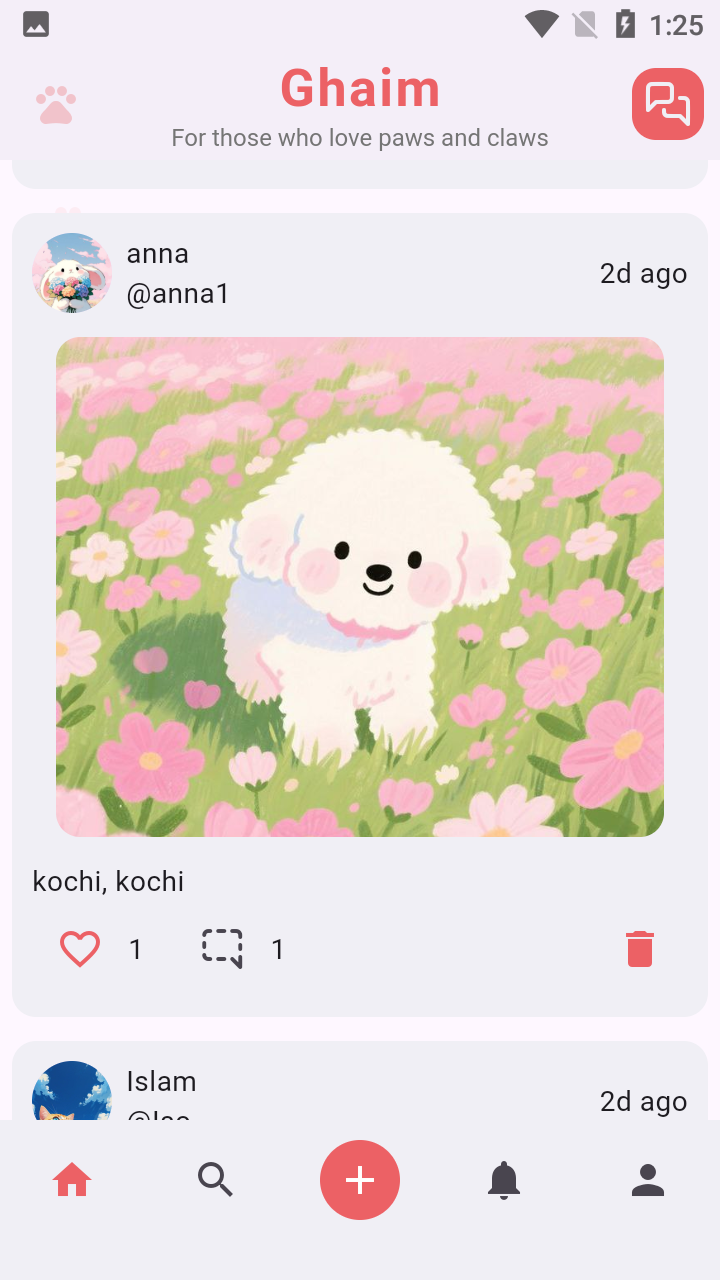 1:25
Ghaim
For those who love paws and claws
anna
@anna1
2d ago
kochi, kochi
1
1
Islam
2d ago